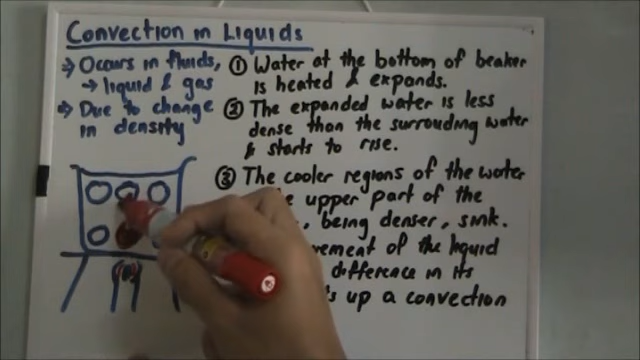 Convection in Liquids
→ Occurs in fluids,
→ liquid & gas
→ Due to change
in density
① Water at the bottom of beaker
is heated & expands.
② The expanded water is less
dense than the surrouding water
& starts to rise.
③ The cooler regions of the water
upper part of the
being denser, sink.
of the liquid
difference in its
up a convection